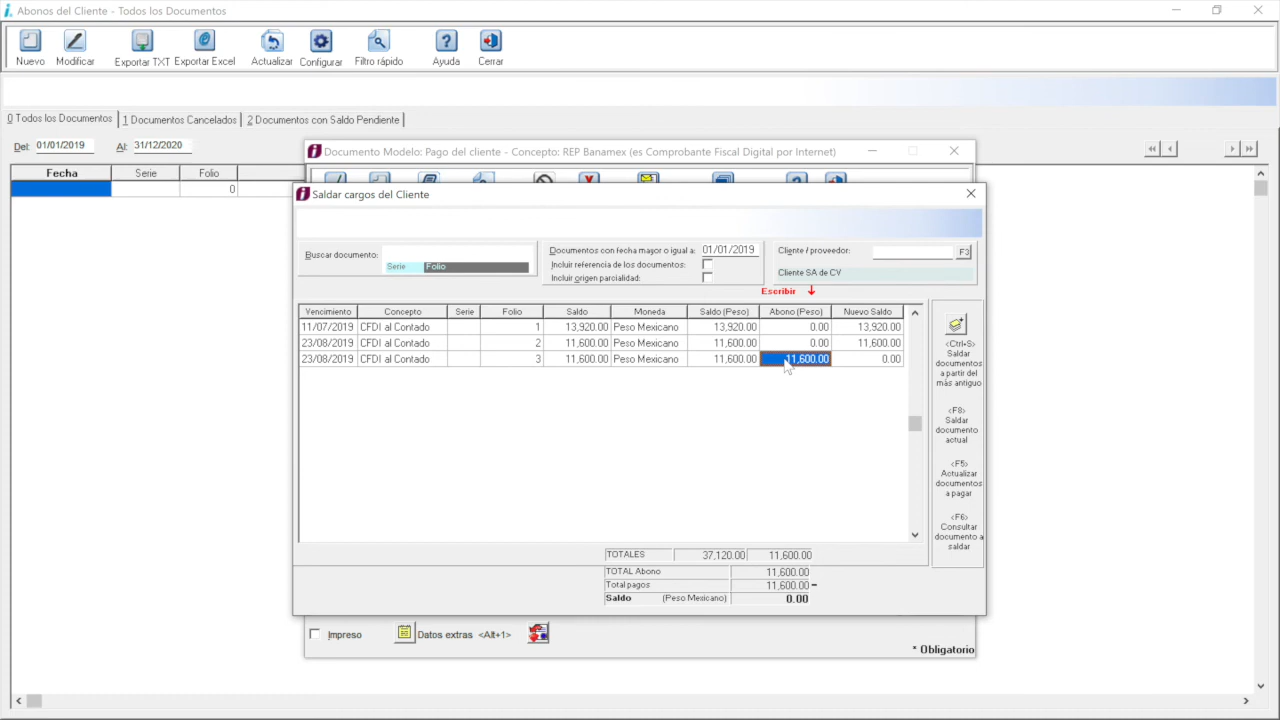 Abonos del Cliente - Todos los Documentos
Nuevo Modificar Exportar TXT Exportar Excel Actualizar Configurar Filtro rápido Ayuda Cerrar
0 Todos los Documentos 1 Documentos Cancelados 2 Documentos con Saldo Pendiente
Del: 01/01/2019 Al: 31/12/2020
Fecha Serie Folio
0
Documento Modelo: Pago del cliente - Concepto: REP Banamex (es Comprobante Fiscal Digital por Internet)
Saldar cargos del Cliente
Buscar documento:
Serie Folio
Documentos con fecha mayor o igual a: 01/01/2019
Incluir referencia de los documentos:
Incluir origen parcialidad:
Cliente / proveedor: F3
Cliente SA de CV
Escribir ↓
Vencimiento Concepto Serie Folio Saldo Moneda Saldo (Peso) Abono (Peso) Nuevo Saldo
11/07/2019 CFDI al Contado 1 13,920.00 Peso Mexicano 13,920.00 0.00 13,920.00
23/08/2019 CFDI al Contado 2 11,600.00 Peso Mexicano 11,600.00 0.00 11,600.00
23/08/2019 CFDI al Contado 3 11,600.00 Peso Mexicano 11,600.00 11,600.00 0.00
<Ctrl+S>
Saldar
documentos
a partir del
más antiguo
<F8>
Saldar
documento
actual
<F5>
Actualizar
documentos
a pagar
<F6>
Consultar
documento a
saldar
TOTALES 37,120.00 11,600.00
TOTAL Abono 11,600.00
Total pagos 11,600.00 -
Saldo (Peso Mexicano) 0.00
Impreso Datos extras <Alt+1>
* Obligatorio